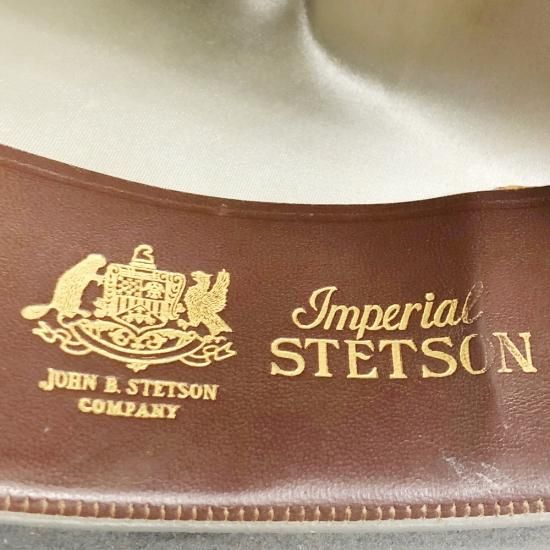 JOHN B. STETSON
COMPANY
Imperial
STETSON